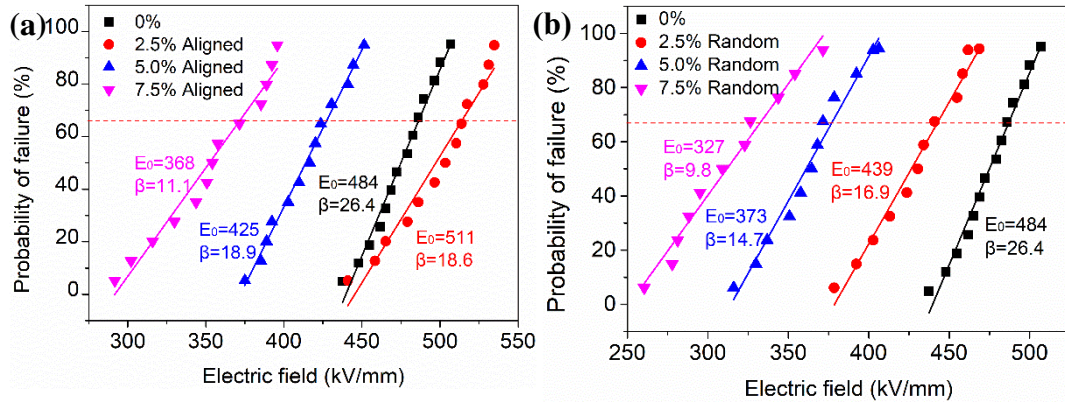 (a)
0%
2.5% Aligned
5.0% Aligned
7.5% Aligned
100
80
60
40
20
0
Probability of failure (%)
E₀=368
β=11.1
E₀=425
β=18.9
E₀=484
β=26.4
E₀=511
β=18.6
300 350 400 450 500 550
Electric field (kV/mm)
(b)
0%
2.5% Random
5.0% Random
7.5% Random
100
80
60
40
20
0
Probability of failure (%)
E₀=327
β=9.8
E₀=373
β=14.7
E₀=439
β=16.9
E₀=484
β=26.4
250 300 350 400 450 500
Electric field (kV/mm)